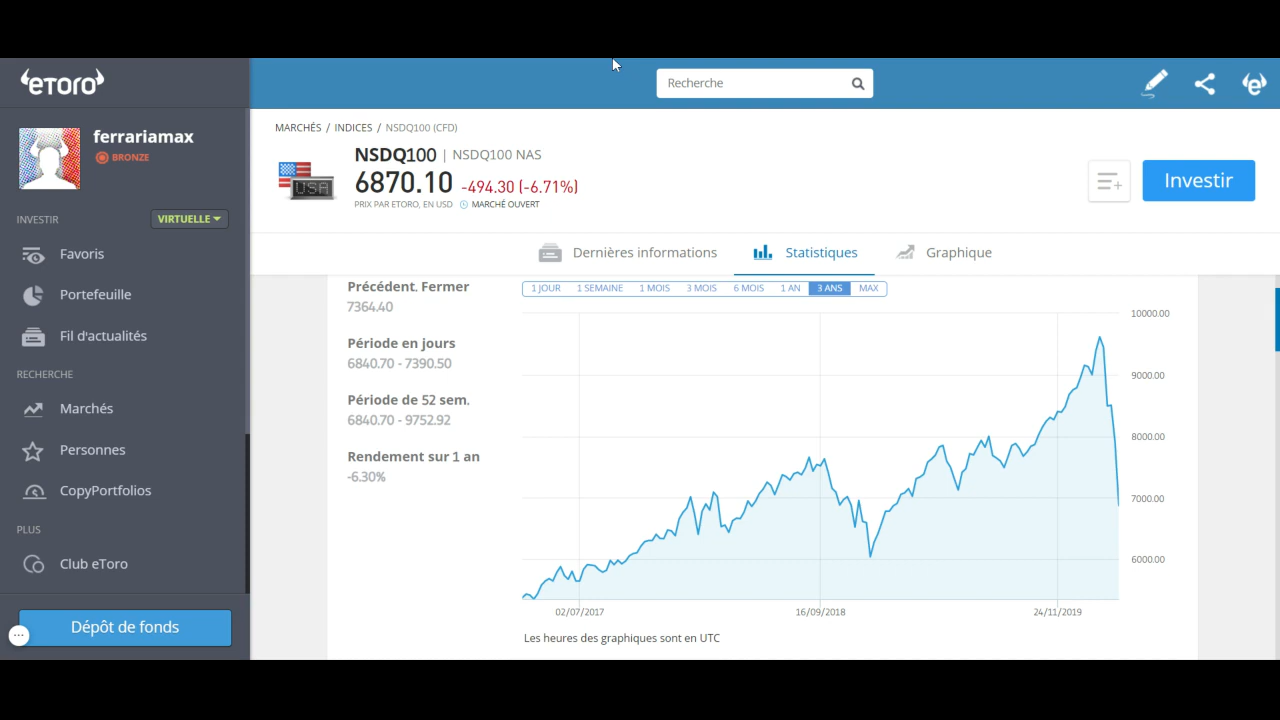 eToro
Recherche
ferrariamax
BRONZE
INVESTIR
VIRTUELLE
Favoris
Portefeuille
Fil d'actualités
RECHERCHE
Marchés
Personnes
CopyPortfolios
PLUS
Club eToro
Dépôt de fonds
MARCHÉS / INDICES / NSDQ100 (CFD)
NSDQ100 | NSDQ100 NAS
USA
6870.10 -494.30 (-6.71%)
PRIX PAR ETORO, EN USD MARCHÉ OUVERT
Investir
Dernières informations Statistiques Graphique
Précédent. Fermer
7364.40
Période en jours
6840.70 - 7390.50
Période de 52 sem.
6840.70 - 9752.92
Rendement sur 1 an
-6.30%
1 JOUR 1 SEMAINE 1 MOIS 3 MOIS 6 MOIS 1 AN 3 ANS MAX
10000.00
9000.00
8000.00
7000.00
6000.00
02/07/2017 16/09/2018 24/11/2019
Les heures des graphiques sont en UTC